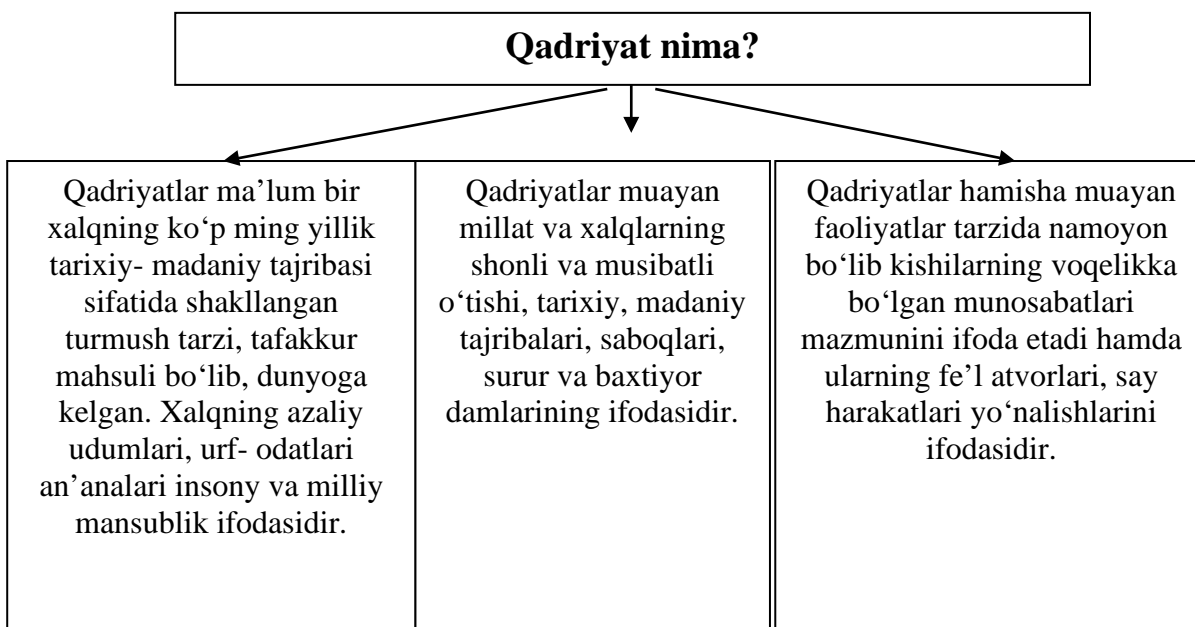 Qadriyat nima?
Qadriyatlar ma’lum bir
xalqning ko‘p ming yillik
tarixiy- madaniy tajribasi
sifatida shakllangan
turmush tarzi, tafakkur
mahsuli bo‘lib, dunyoga
kelgan. Xalqning azaliy
udumlari, urf- odatlari
an’analari insony va milliy
mansublik ifodasidir.
Qadriyatlar muayan
millat va xalqlarning
shonli va musibatli
o‘tishi, tarixiy, madaniy
tajribalari, saboqlari,
surur va baxtiyor
damlarining ifodasidir.
Qadriyatlar hamisha muayan
faoliyatlar tarzida namoyon
bo‘lib kishilarning voqelikka
bo‘lgan munosabatlari
mazmunini ifoda etadi hamda
ularning fe’l atvorlari, say
harakatlari yo‘nalishlarini
ifodasidir.